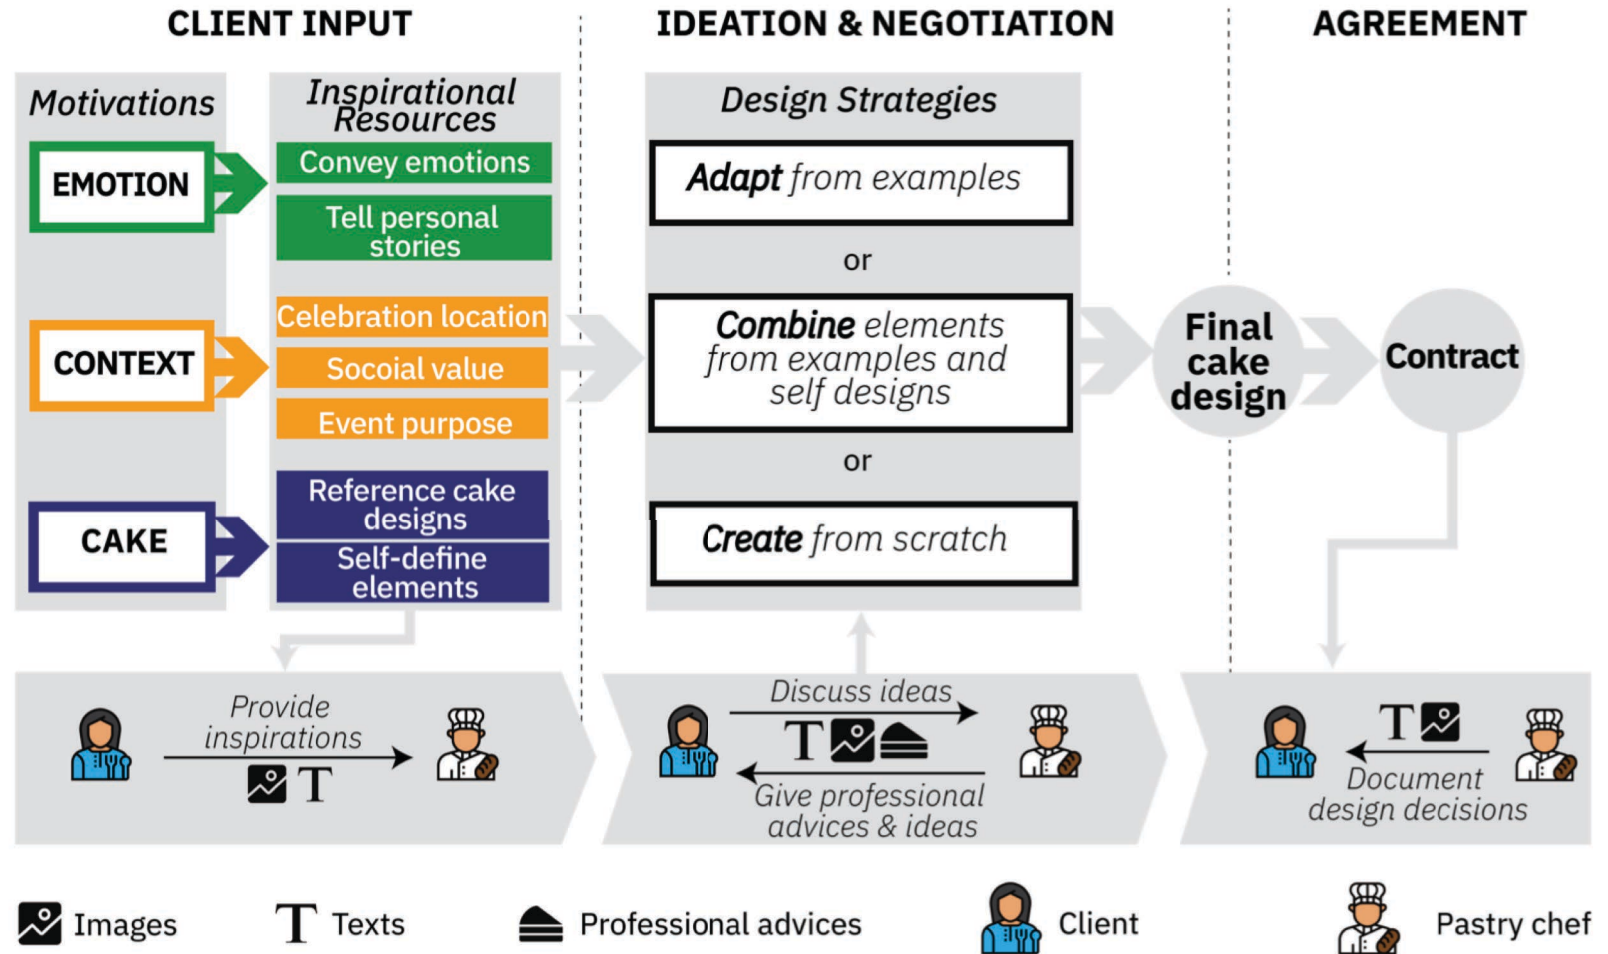 CLIENT INPUT
IDEATION & NEGOTIATION
AGREEMENT
Motivations
EMOTION
CONTEXT
CAKE
Inspirational
Resources
Convey emotions
Tell personal
stories
Celebration location
Socoial value
Event purpose
Reference cake
designs
Self-define
elements
Design Strategies
Adapt from examples
or
Combine elements
from examples and
self designs
or
Create from scratch
Final
cake
design
Contract
Provide
inspirations
T
Discuss ideas
T
Give professional
advices & ideas
T
Document
design decisions
Images
T Texts
Professional advices
Client
Pastry chef